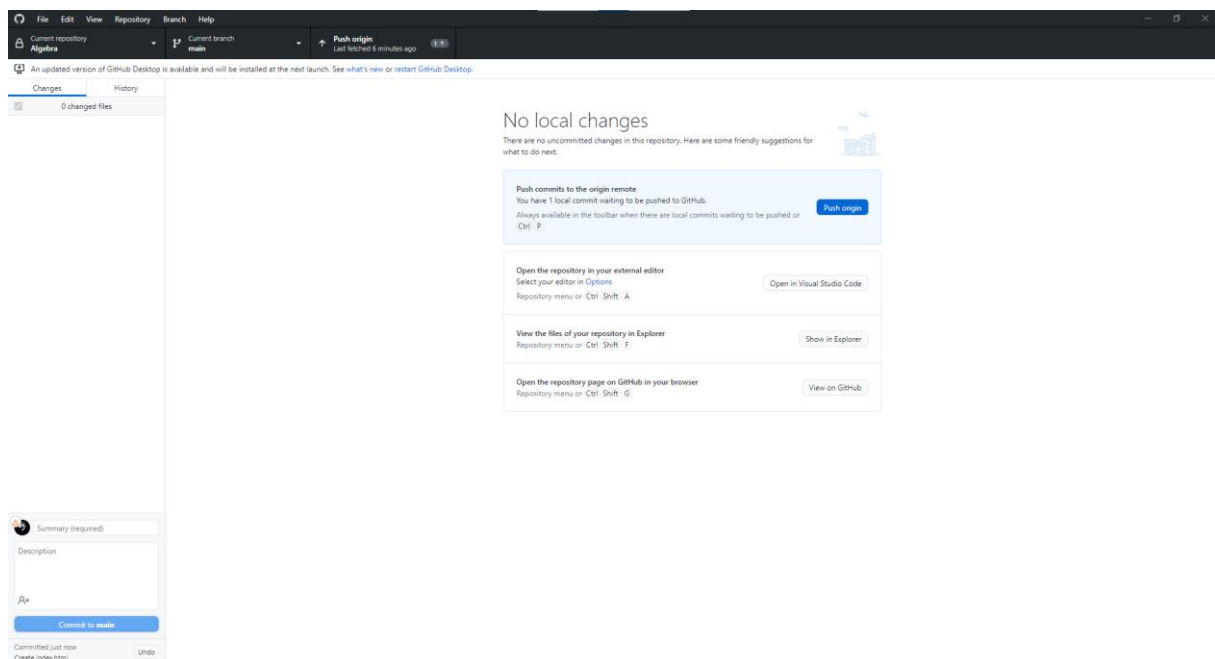 File Edit View Repository Branch Help
Current repository
Algebra
Current branch
main
Push origin
Last fetched 6 minutes ago
1
An updated version of GitHub Desktop is available and will be installed at the next launch. See what's new or restart GitHub Desktop.
Changes History
0 changed files
No local changes
There are no uncommitted changes in this repository. Here are some friendly suggestions for
what to do next.
Push commits to the origin remote
You have 1 local commit waiting to be pushed to GitHub.
Always available in the toolbar when there are local commits waiting to be pushed or
Ctrl P
Push origin
Open the repository in your external editor
Select your editor in Options
Repository menu or Ctrl Shift A
Open in Visual Studio Code
View the files of your repository in Explorer
Repository menu or Ctrl Shift F
Show in Explorer
Open the repository page on GitHub in your browser
Repository menu or Ctrl Shift G
View on GitHub
Summary (required)
Description
Commit to main
Committed just now
Create index.html
Undo